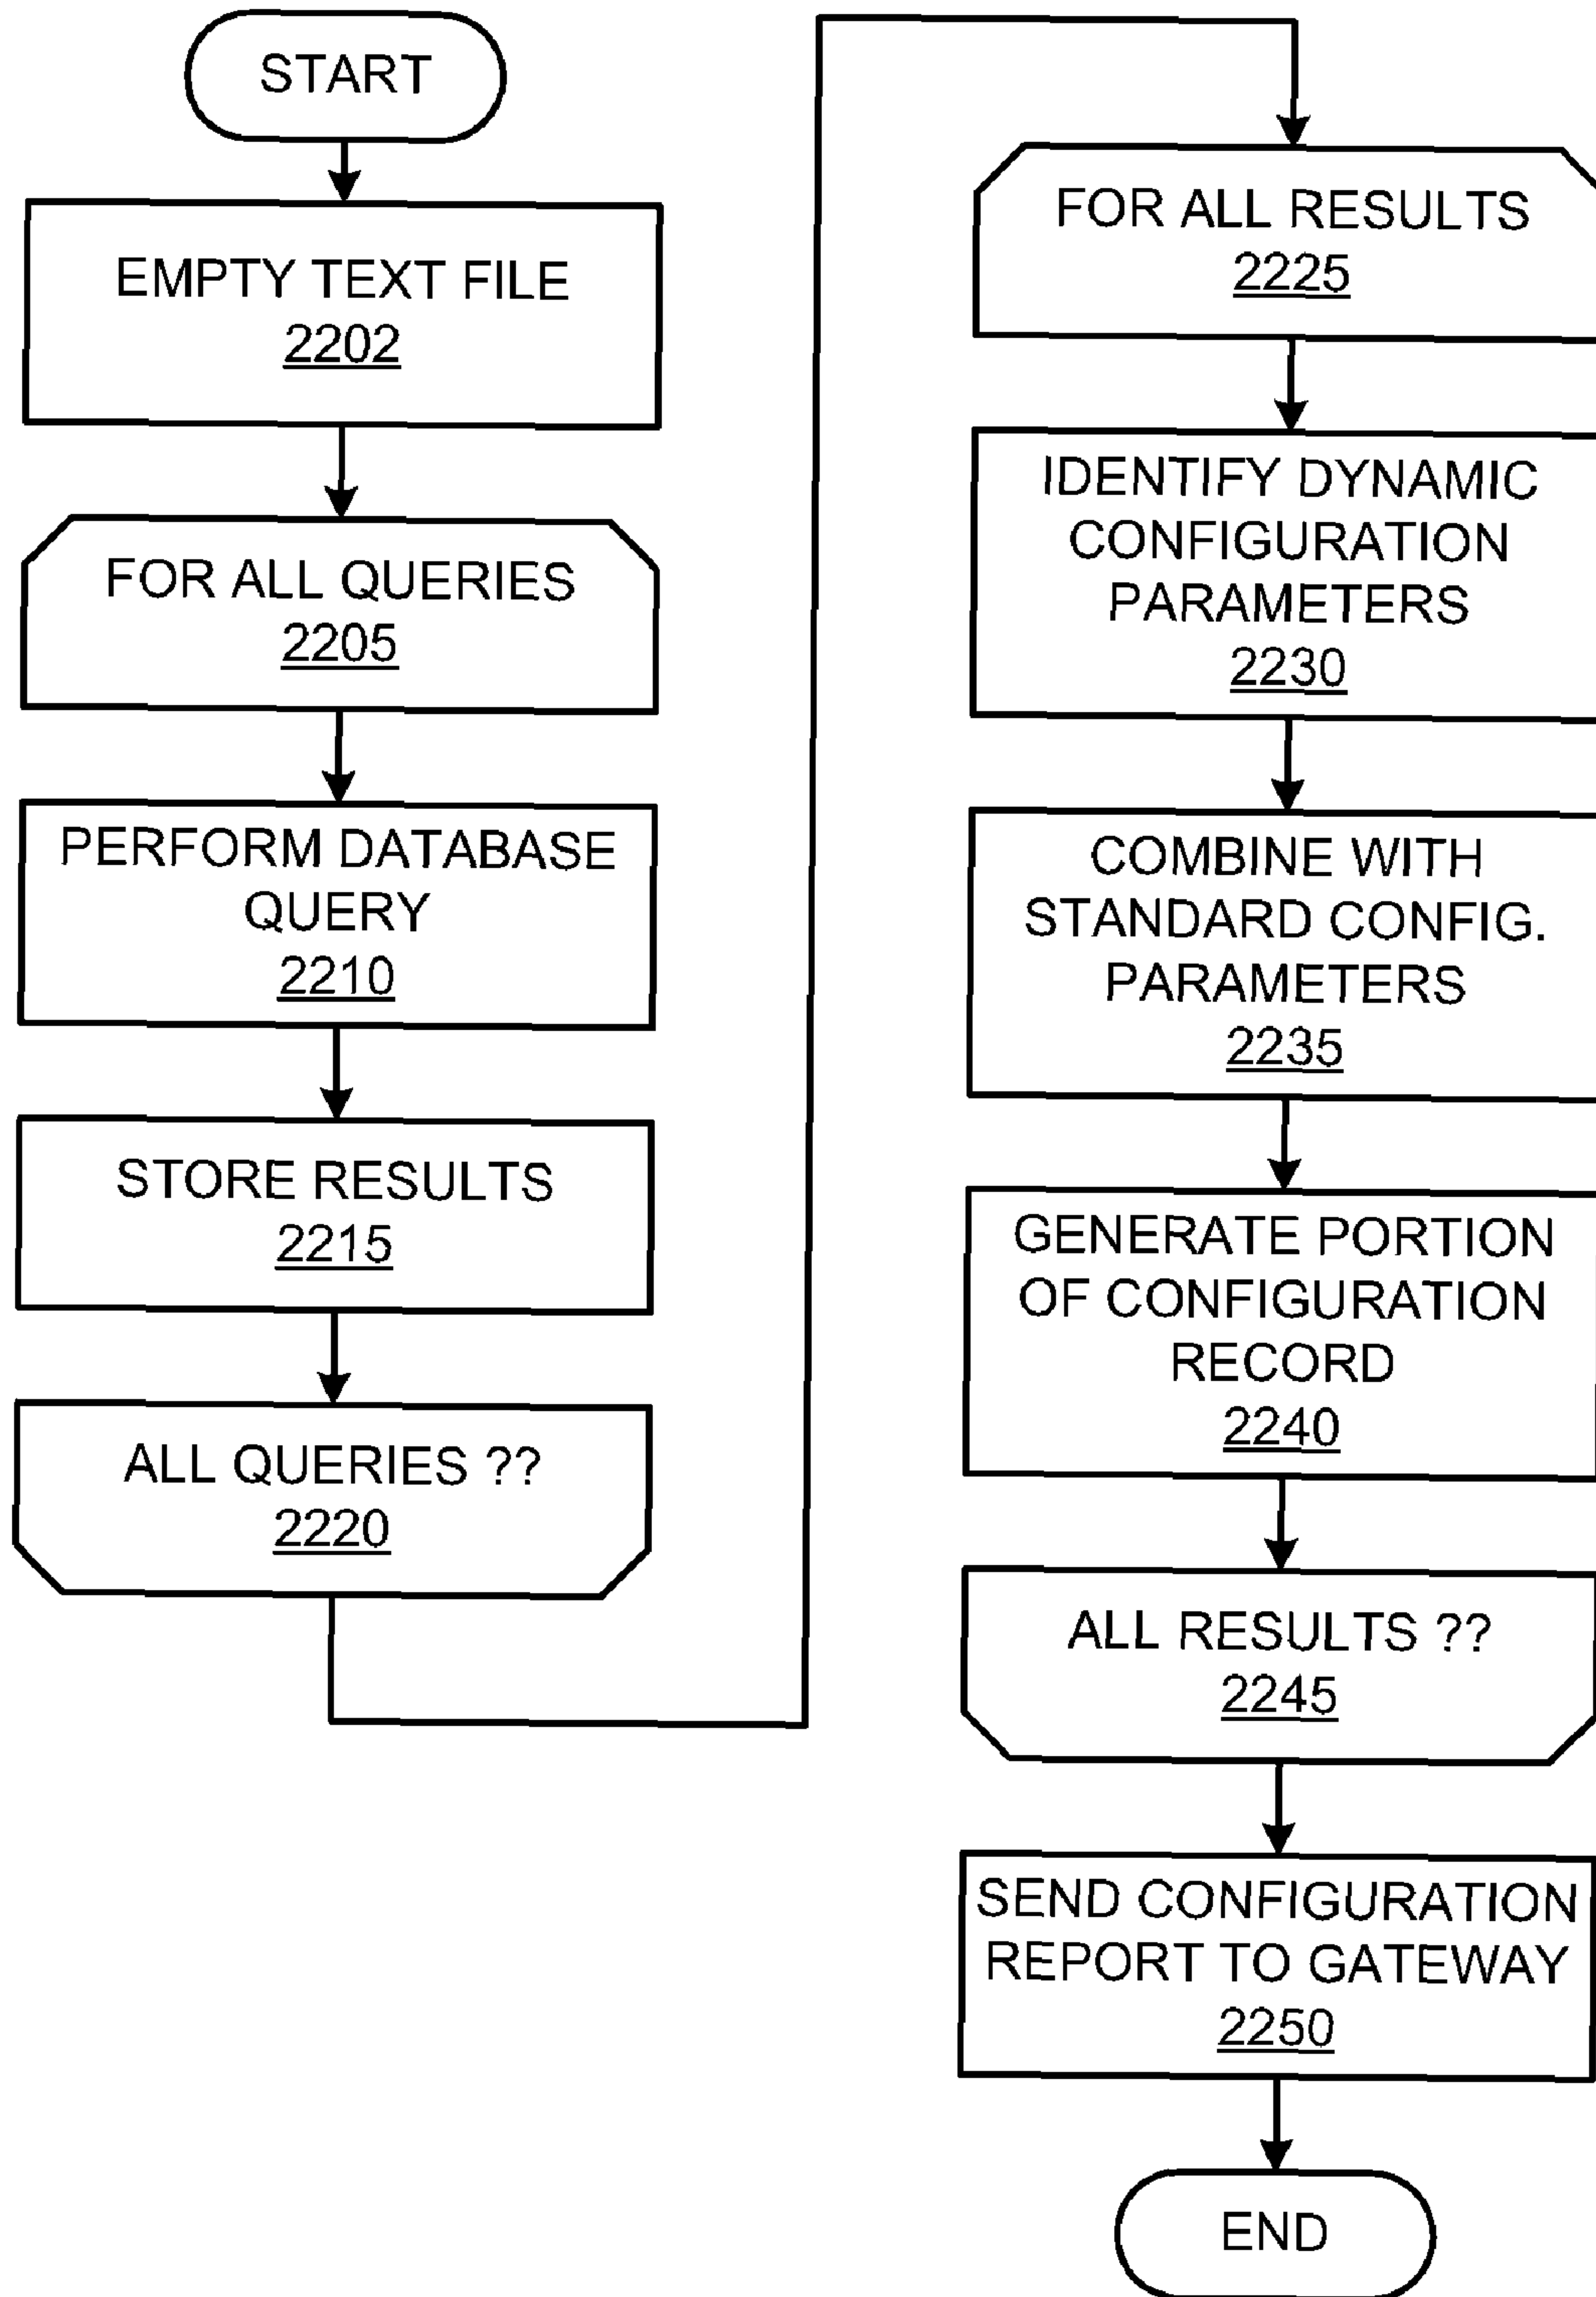 START
EMPTY TEXT FILE
2202
FOR ALL QUERIES
2205
PERFORM DATABASE
QUERY
2210
STORE RESULTS
2215
ALL QUERIES ??
2220
FOR ALL RESULTS
2225
IDENTIFY DYNAMIC
CONFIGURATION
PARAMETERS
2230
COMBINE WITH
STANDARD CONFIG.
PARAMETERS
2235
GENERATE PORTION
OF CONFIGURATION
RECORD
2240
ALL RESULTS ??
2245
SEND CONFIGURATION
REPORT TO GATEWAY
2250
END